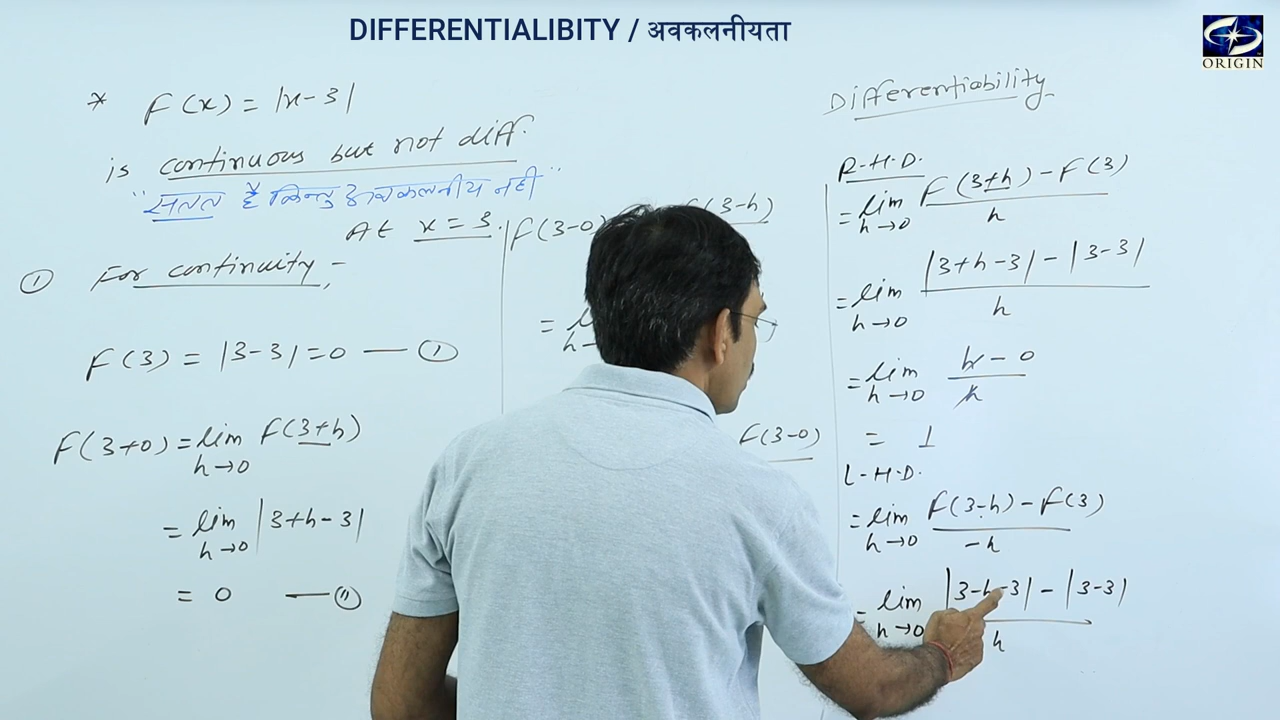 DIFFERENTIALIBITY / अवकलनीयता
ORIGIN
* F(x) = |x-3|
is continuous but not diff.
"सतत है किन्तु अवकलनीय नही"
At x = 3.
① For continuity -
F(3) = |3-3| = 0 — ①
F(3+0) = lim F(3+h)
h→0
= lim |3+h-3|
h→0
= 0 — ⑪
F(3-0)
F(3-h)
=
h→
F(3-0)
Differentiability
R.H.D.
= lim F(3+h) - F(3)
h→0 h
= lim |3+h-3| - |3-3|
h→0 h
= lim h - 0
h→0 h
= 1
L.H.D.
= lim F(3-h) - F(3)
h→0 -h
= lim |3-h-3| - |3-3|
h→0 h